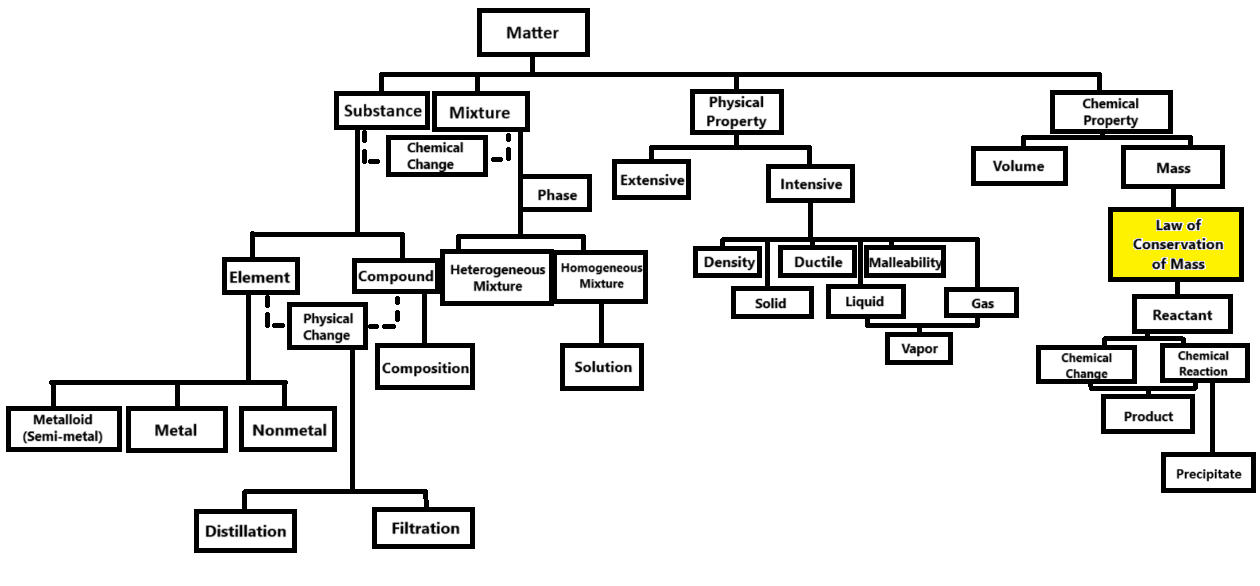 Matter
Substance
Mixture
Physical
Property
Chemical
Property
Chemical
Change
Volume
Mass
Extensive
Intensive
Phase
Law of
Conservation
of Mass
Element
Compound
Heterogeneous
Mixture
Homogeneous
Mixture
Density
Ductile
Malleability
Solid
Liquid
Gas
Physical
Change
Reactant
Composition
Solution
Vapor
Chemical
Change
Chemical
Reaction
Metalloid
(Semi-metal)
Metal
Nonmetal
Product
Precipitate
Distillation
Filtration